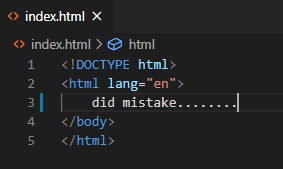 index.html ×
index.html > html
1 <!DOCTYPE html>
2 <html lang="en">
3 did mistake........
4 </body>
5 </html>